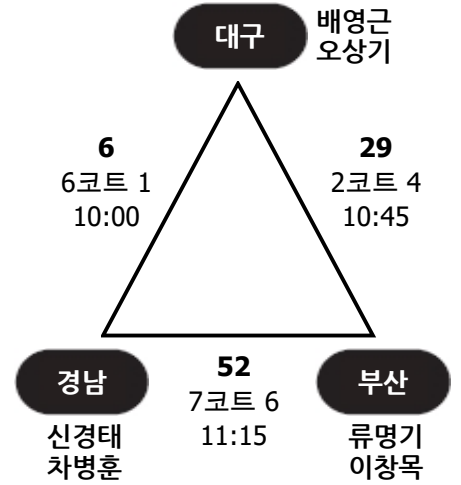 대구
배영근
오상기
6
6코트 1
10:00
29
2코트 4
10:45
경남
신경태
차병훈
52
7코트 6
11:15
부산
류명기
이창목